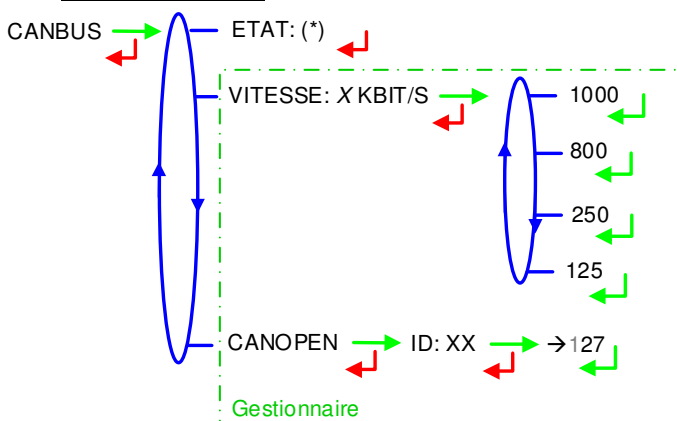 CANBUS
ETAT: (*)
VITESSE: X KBIT/S
1000
800
250
125
CANOPEN
ID: XX
→127
Gestionnaire